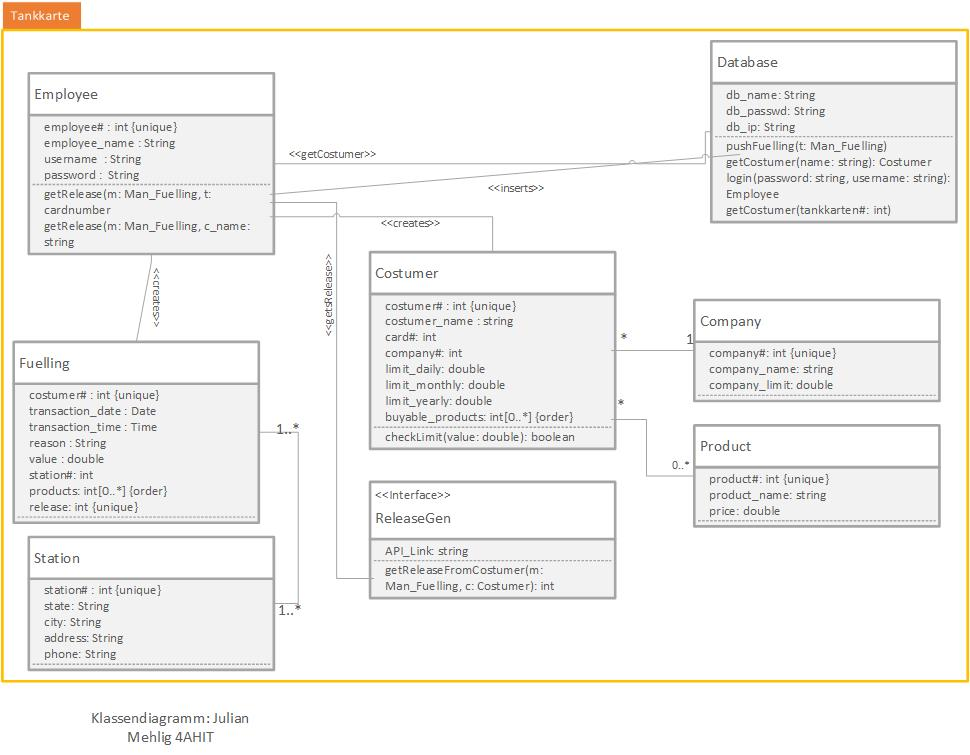 Tankkarte
Employee
employee# : int {unique}
employee_name : String
username : String
password : String
getRelease(m: Man_Fuelling, t:
cardnumber
getRelease(m: Man_Fuelling, c_name:
string
<<getCostumer>>
<<inserts>>
<<creates>>
Database
db_name: String
db_passwd: String
db_ip: String
pushFuelling(t: Man_Fuelling)
getCostumer(name: string): Costumer
login(password: string, username: string):
Employee
getCostumer(tankkarten#: int)
<<creates>>
<<getsRelease>>
Costumer
costumer# : int {unique}
costumer_name : string
card#: int
company#: int
limit_daily: double
limit_monthly: double
limit_yearly: double
buyable_products: int[0..*] {order}
checkLimit(value: double): boolean
*
1
*
0..*
Company
company#: int {unique}
company_name: string
company_limit: double
Product
product#: int {unique}
product_name: string
price: double
Fuelling
costumer# : int {unique}
transaction_date : Date
transaction_time : Time
reason : String
value : double
station#: int
products: int[0..*] {order}
release: int {unique}
1..*
1..*
<<Interface>>
ReleaseGen
API_Link: string
getReleaseFromCostumer(m:
Man_Fuelling, c: Costumer): int
Station
station# : int {unique}
state: String
city: String
address: String
phone: String
Klassendiagramm: Julian
Mehlig 4AHIT